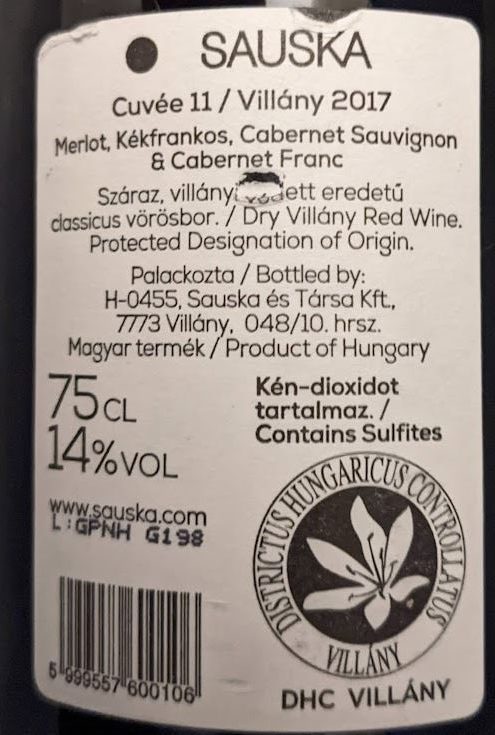 SAUSKA
Cuvée 11 / Villány 2017
Merlot, Kékfrankos, Cabernet Sauvignon
& Cabernet Franc
Száraz, villányi eredetű
classicus vörösbor. / Dry Villány Red Wine.
Protected Designation of Origin.
Palackozta / Bottled by:
H-0455, Sauska és Társa Kft.,
7773 Villány, 048/10. hrsz.
Magyar termék / Product of Hungary
75 CL
14% VOL
Kén-dioxidot
tartalmaz. /
Contains Sulfites
www.sauska.com
L:GPNH G198
DISTRICTUS HUNGARICUS CONTROLLATUS
VILLÁNY
DHC VILLÁNY
5 999557 600106